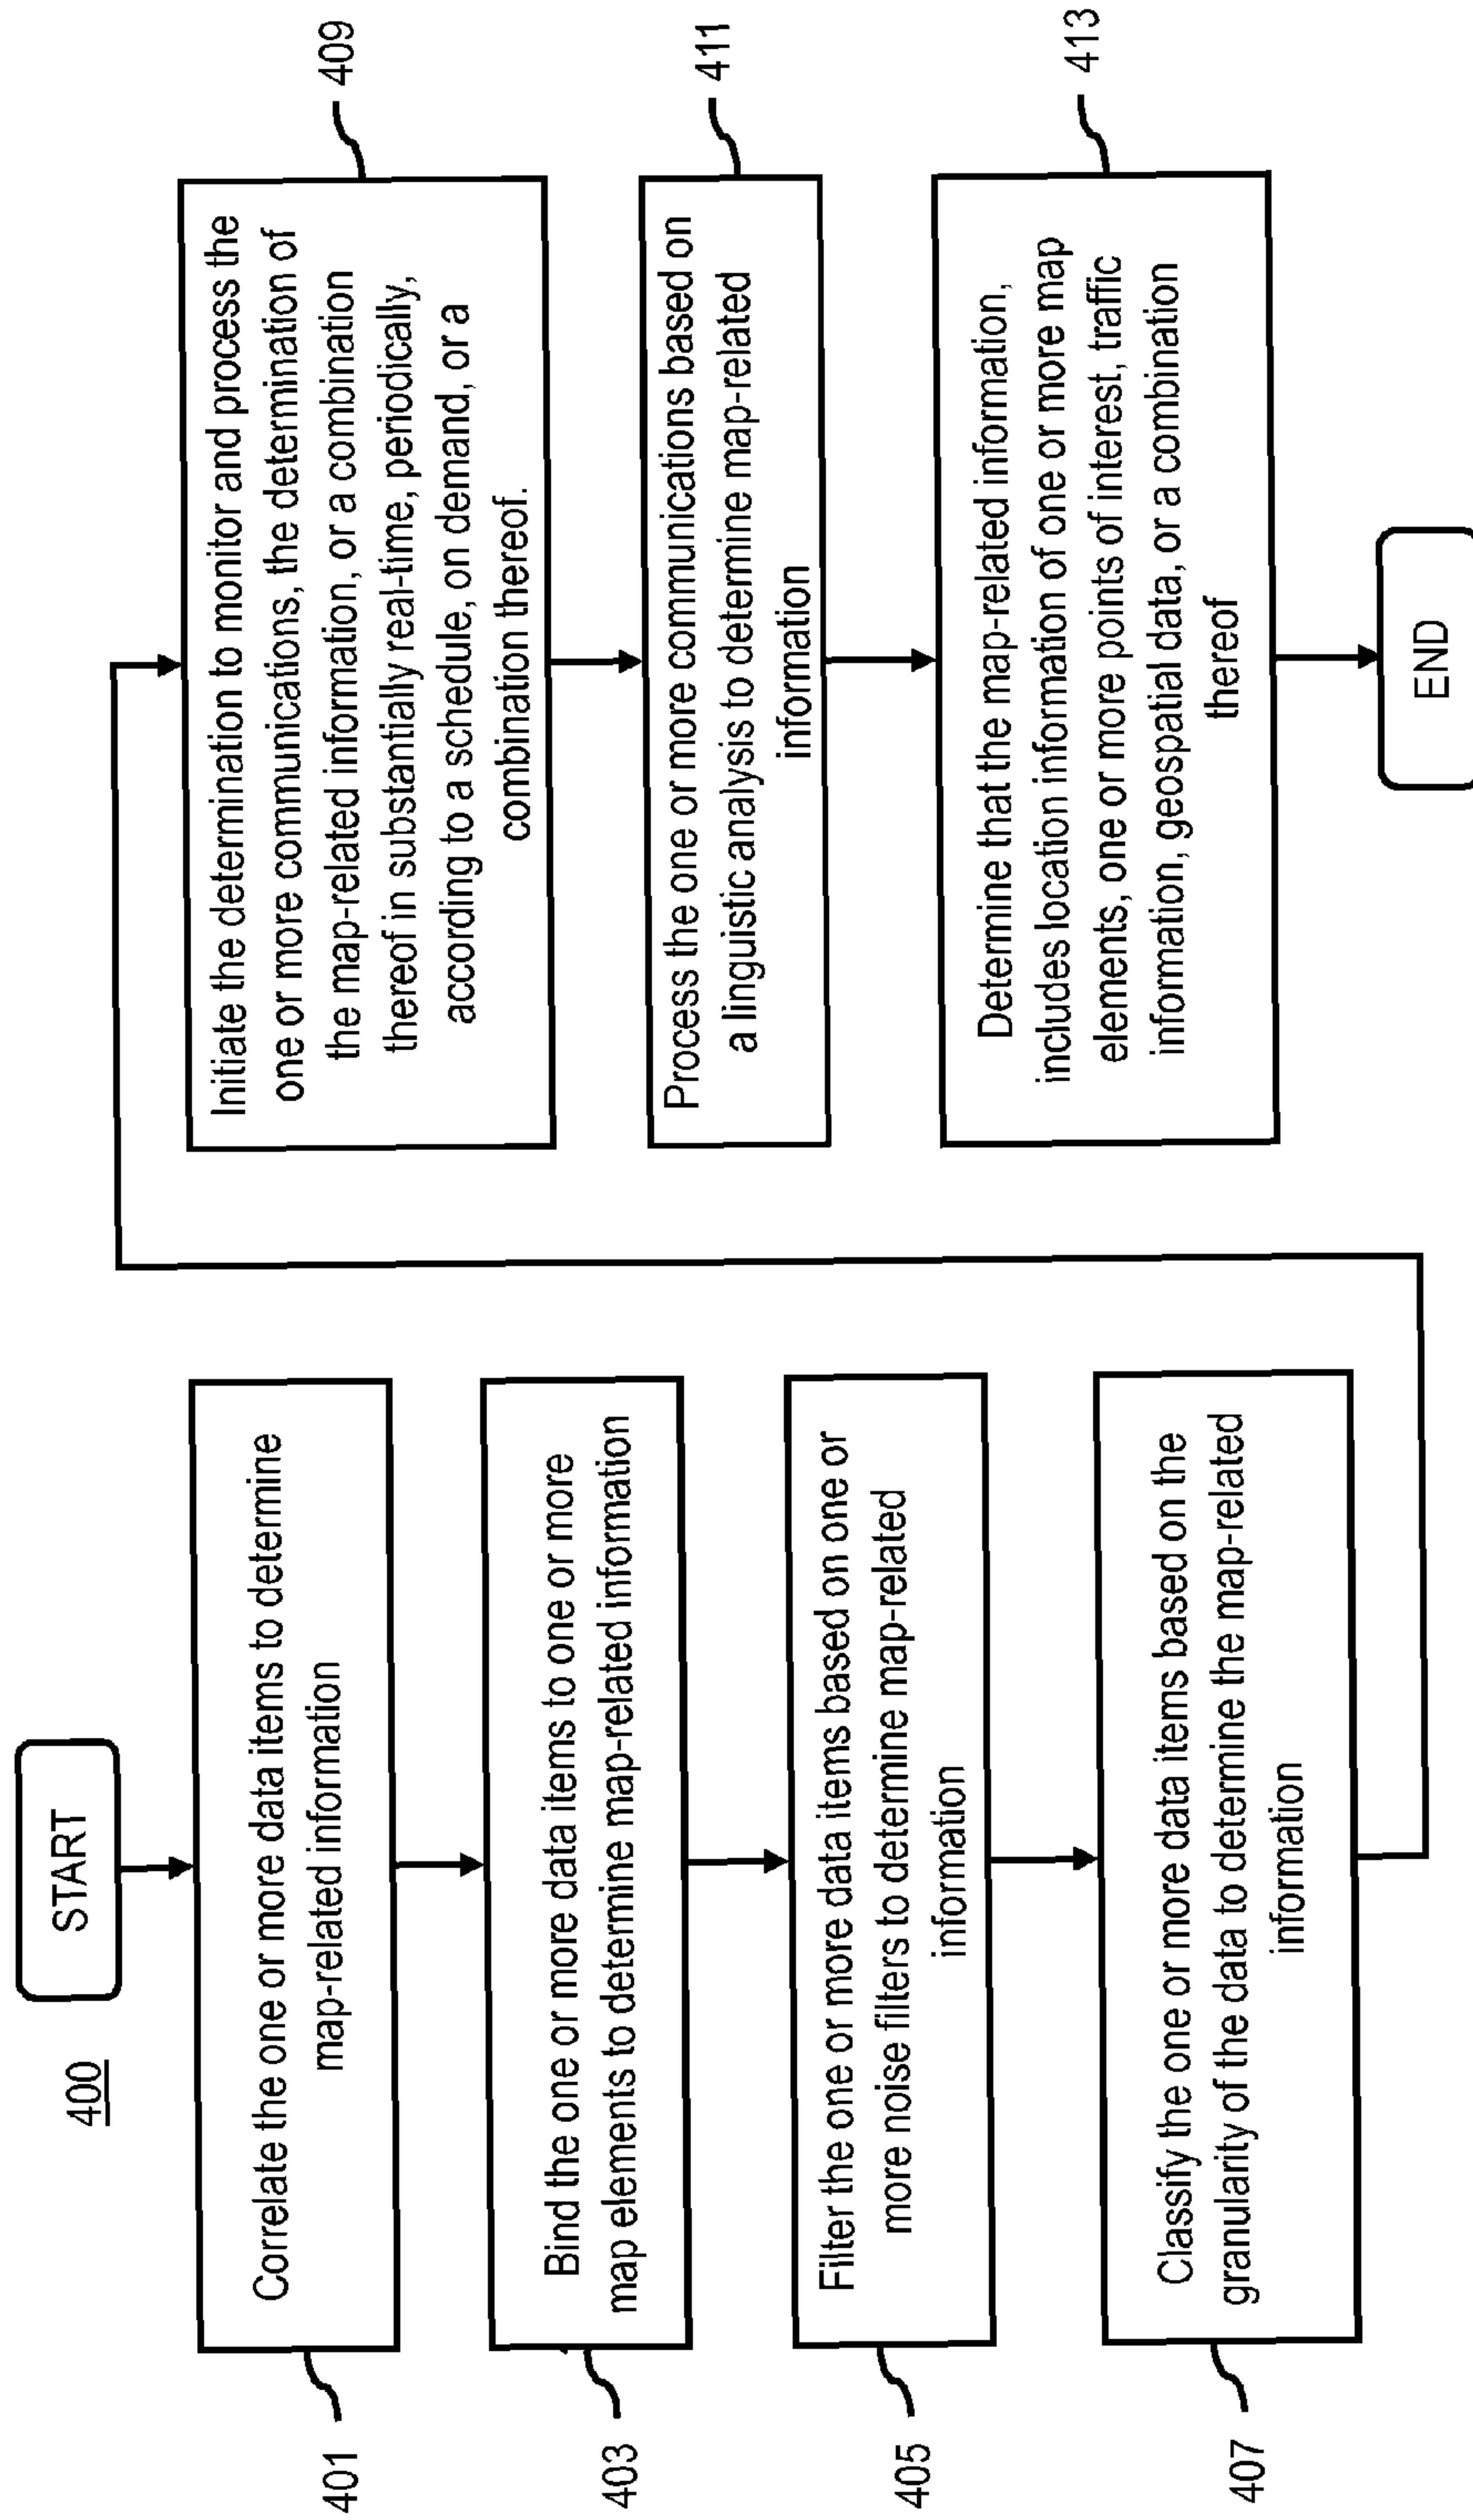 400
START
Correlate the one or more data items to determine
map-related information
401
Bind the one or more data items to one or more
map elements to determine map-related information
403
Filter the one or more data items based on one or
more noise filters to determine map-related
information
405
Classify the one or more data items based on the
granularity of the data to determine the map-related
information
407
Initiate the determination to monitor and process the
one or more communications, the determination of
the map-related information, or a combination
thereof in substantially real-time, periodically,
according to a schedule, on demand, or a
combination thereof.
409
Process the one or more communications based on
a linguistic analysis to determine map-related
information
411
Determine that the map-related information,
includes location information of one or more map
elements, one or more points of interest, traffic
information, geospatial data, or a combination
thereof
413
END